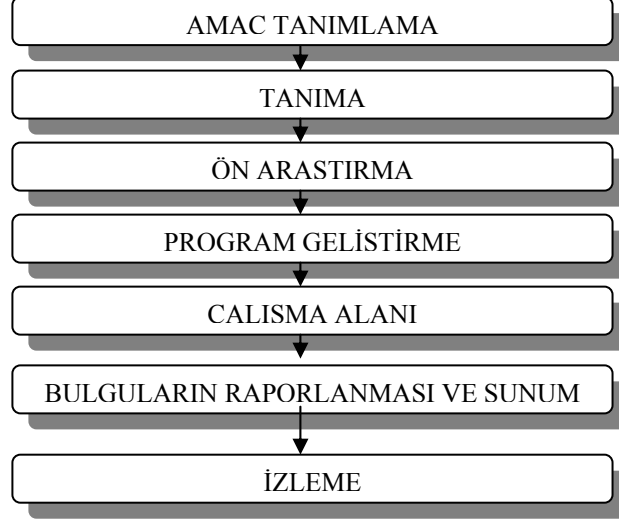 AMAC TANIMLAMA
TANIMA
ÖN ARASTIRMA
PROGRAM GELİSTİRME
CALISMA ALANI
BULGULARIN RAPORLANMASI VE SUNUM
İZLEME